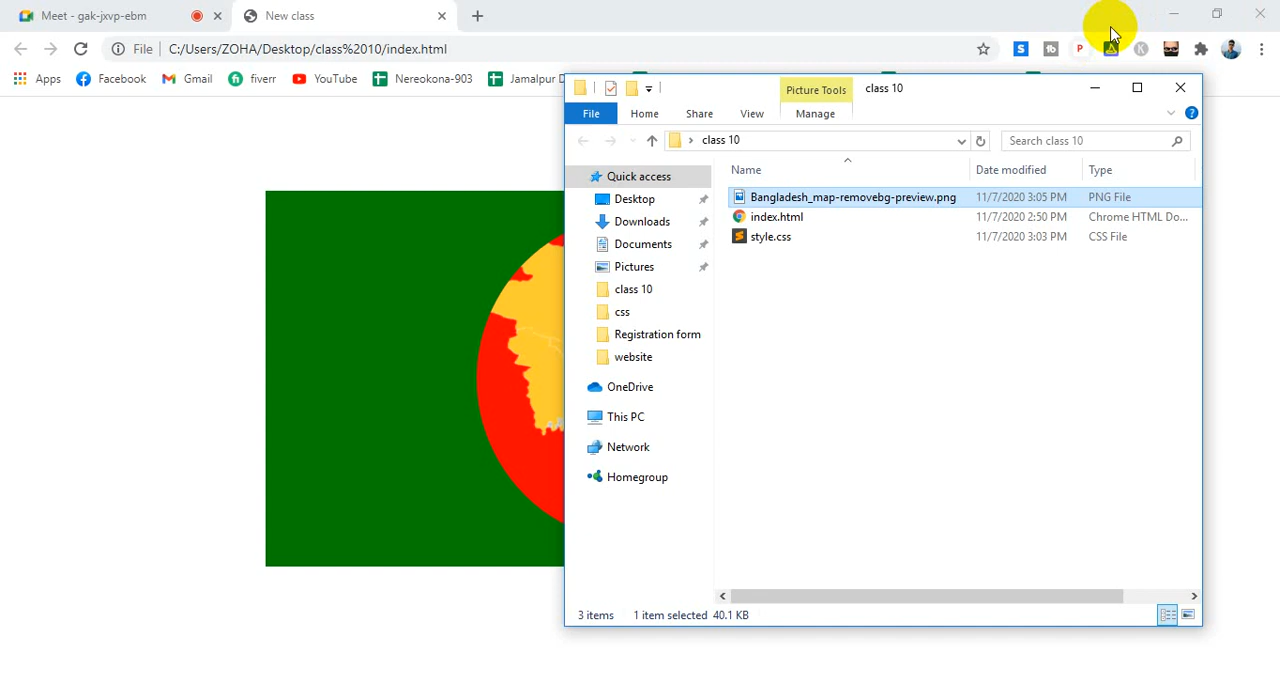 Meet - gak-jxvp-ebm
New class
File
C:/Users/ZOHA/Desktop/class%2010/index.html
Apps
Facebook
Gmail
fiverr
YouTube
Nereokona-903
Jamalpur D
Picture Tools
class 10
File
Home
Share
View
Manage
class 10
Search class 10
Name
Date modified
Type
Quick access
Desktop
Downloads
Documents
Pictures
class 10
css
Registration form
website
OneDrive
This PC
Network
Homegroup
Bangladesh_map-removebg-preview.png 11/7/2020 3:05 PM PNG File
index.html 11/7/2020 2:50 PM Chrome HTML Do...
style.css 11/7/2020 3:03 PM CSS File
3 items 1 item selected 40.1 KB